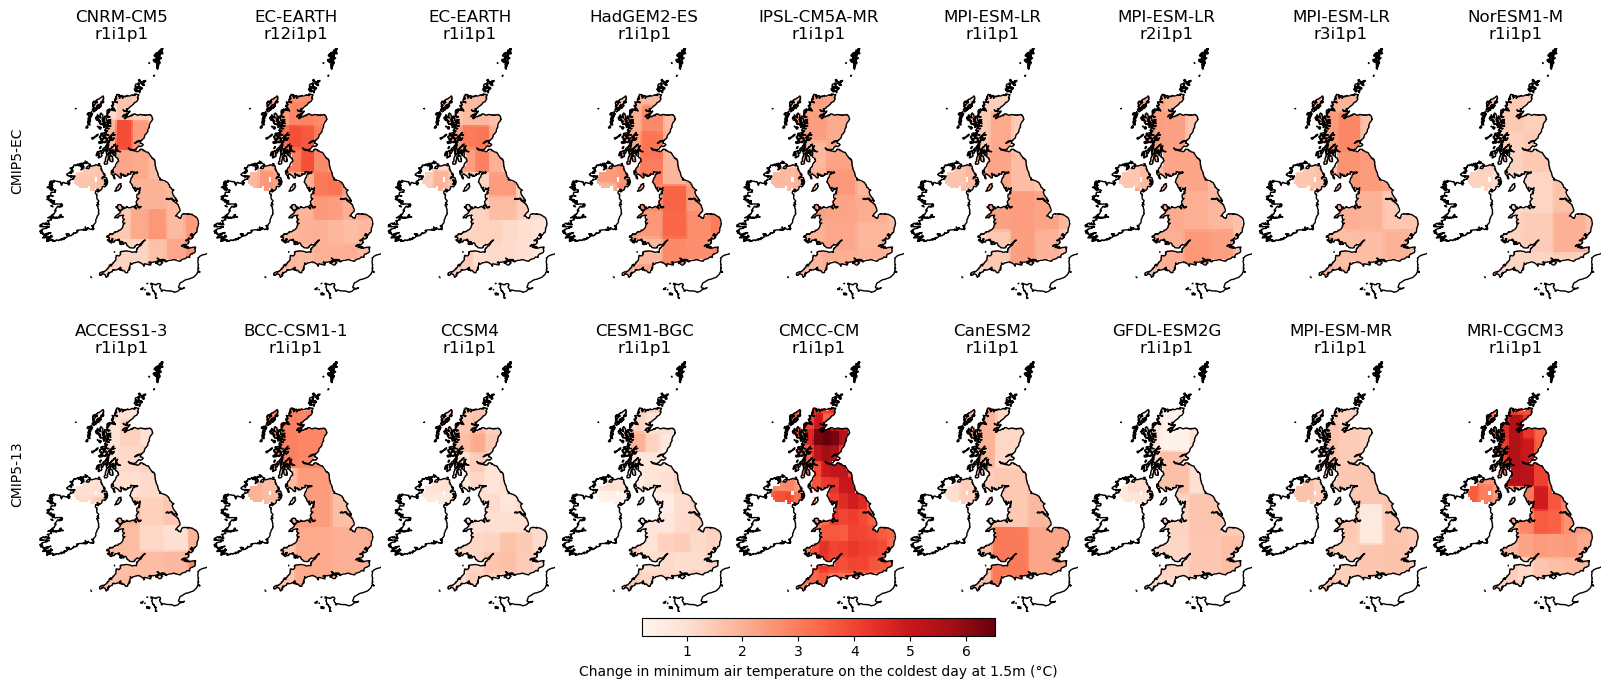 CNRM-CM5 EC-EARTH EC-EARTH HadGEM2-ES IPSL-CM5A-MR MPI-ESM-LR MPI-ESM-LR MPI-ESM-LR NorESM1-M
r1i1p1 r12i1p1 r1i1p1 r1i1p1 r1i1p1 r1i1p1 r2i1p1 r3i1p1 r1i1p1
CMIP5-EC
ACCESS1-3 BCC-CSM1-1 CCSM4 CESM1-BGC CMCC-CM CanESM2 GFDL-ESM2G MPI-ESM-MR MRI-CGCM3
r1i1p1 r1i1p1 r1i1p1 r1i1p1 r1i1p1 r1i1p1 r1i1p1 r1i1p1 r1i1p1
CMIP5-13
1 2 3 4 5 6
Change in minimum air temperature on the coldest day at 1.5m (°C)